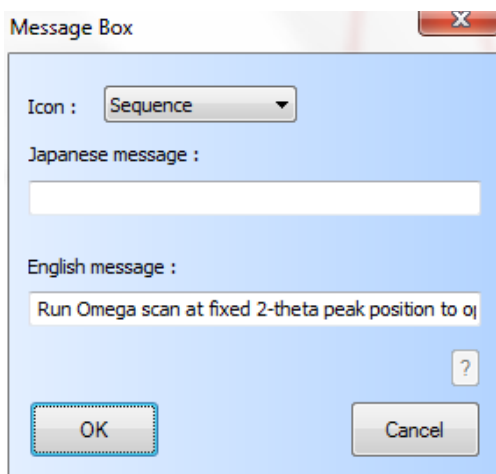 Message Box
Icon : Sequence
Japanese message :
English message :
Run Omega scan at fixed 2-theta peak position to
?
OK Cancel